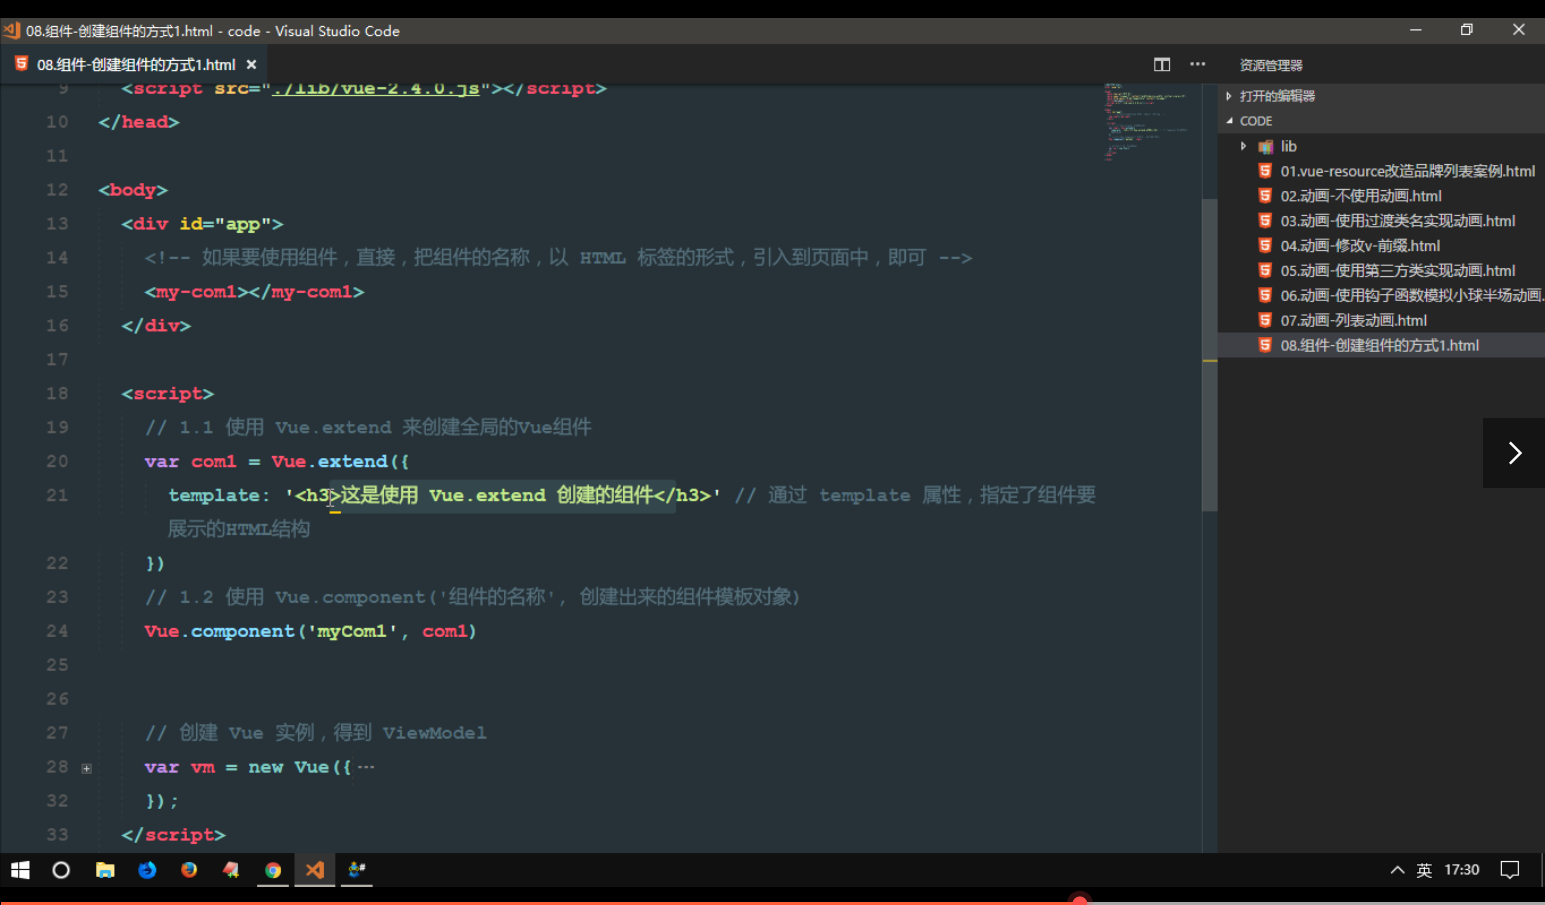 08.组件-创建组件的方式1.html - code - Visual Studio Code
08.组件-创建组件的方式1.html
资源管理器
打开的编辑器
CODE
lib
01.vue-resource改造品牌列表案例.html
02.动画-不使用动画.html
03.动画-使用过渡类名实现动画.html
04.动画-修改v-前缀.html
05.动画-使用第三方类实现动画.html
06.动画-使用钩子函数模拟小球半场动画.
07.动画-列表动画.html
08.组件-创建组件的方式1.html
9 <script src="./lib/vue-2.4.0.js"></script>
10 </head>
11
12 <body>
13 <div id="app">
14 <!-- 如果要使用组件，直接，把组件的名称，以 HTML 标签的形式，引入到页面中，即可 -->
15 <my-com1></my-com1>
16 </div>
17
18 <script>
19 // 1.1 使用 Vue.extend 来创建全局的Vue组件
20 var com1 = Vue.extend({
21 template: '<h3>这是使用 Vue.extend 创建的组件</h3>' // 通过 template 属性，指定了组件要
展示的HTML结构
22 })
23 // 1.2 使用 Vue.component('组件的名称', 创建出来的组件模板对象)
24 Vue.component('myCom1', com1)
25
26
27 // 创建 Vue 实例，得到 ViewModel
28 var vm = new Vue({ ···
32 });
33 </script>
英 17:30